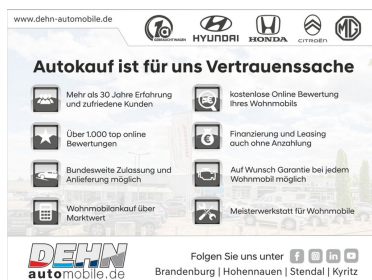 www.dehn-automobile.de
1a
GEBRAUCHTWAGEN
HYUNDAI
HONDA
CITROËN
MG
Autokauf ist für uns Vertrauenssache
Mehr als 30 Jahre Erfahrung
und zufriedene Kunden
kostenlose Online Bewertung
Ihres Wohnmobils
Über 1.000 top online
Bewertungen
Finanzierung und Leasing
auch ohne Anzahlung
Bundesweite Zulassung und
Anlieferung möglich
Auf Wunsch Garantie bei jedem
Wohnmobil möglich
Wohnmobilankauf über
Marktwert
Meisterwerkstatt für Wohnmobile
DEHN
automobile.de
Folgen Sie uns unter
Brandenburg | Hohennauen | Stendal | Kyritz